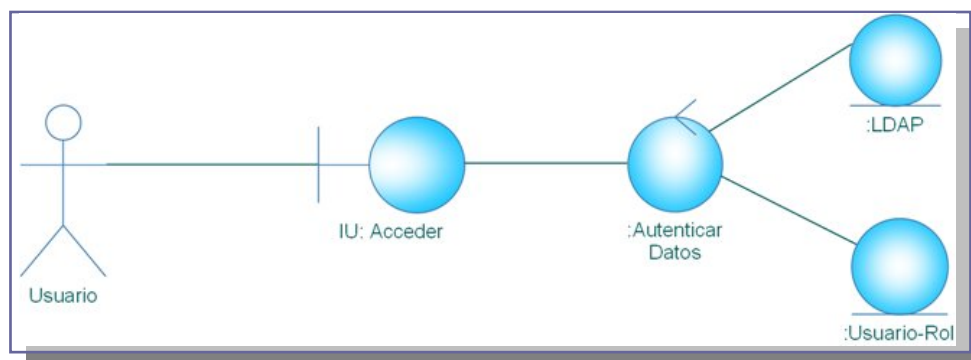 :LDAP
IU: Acceder
:Autenticar
Datos
Usuario
:Usuario-Rol